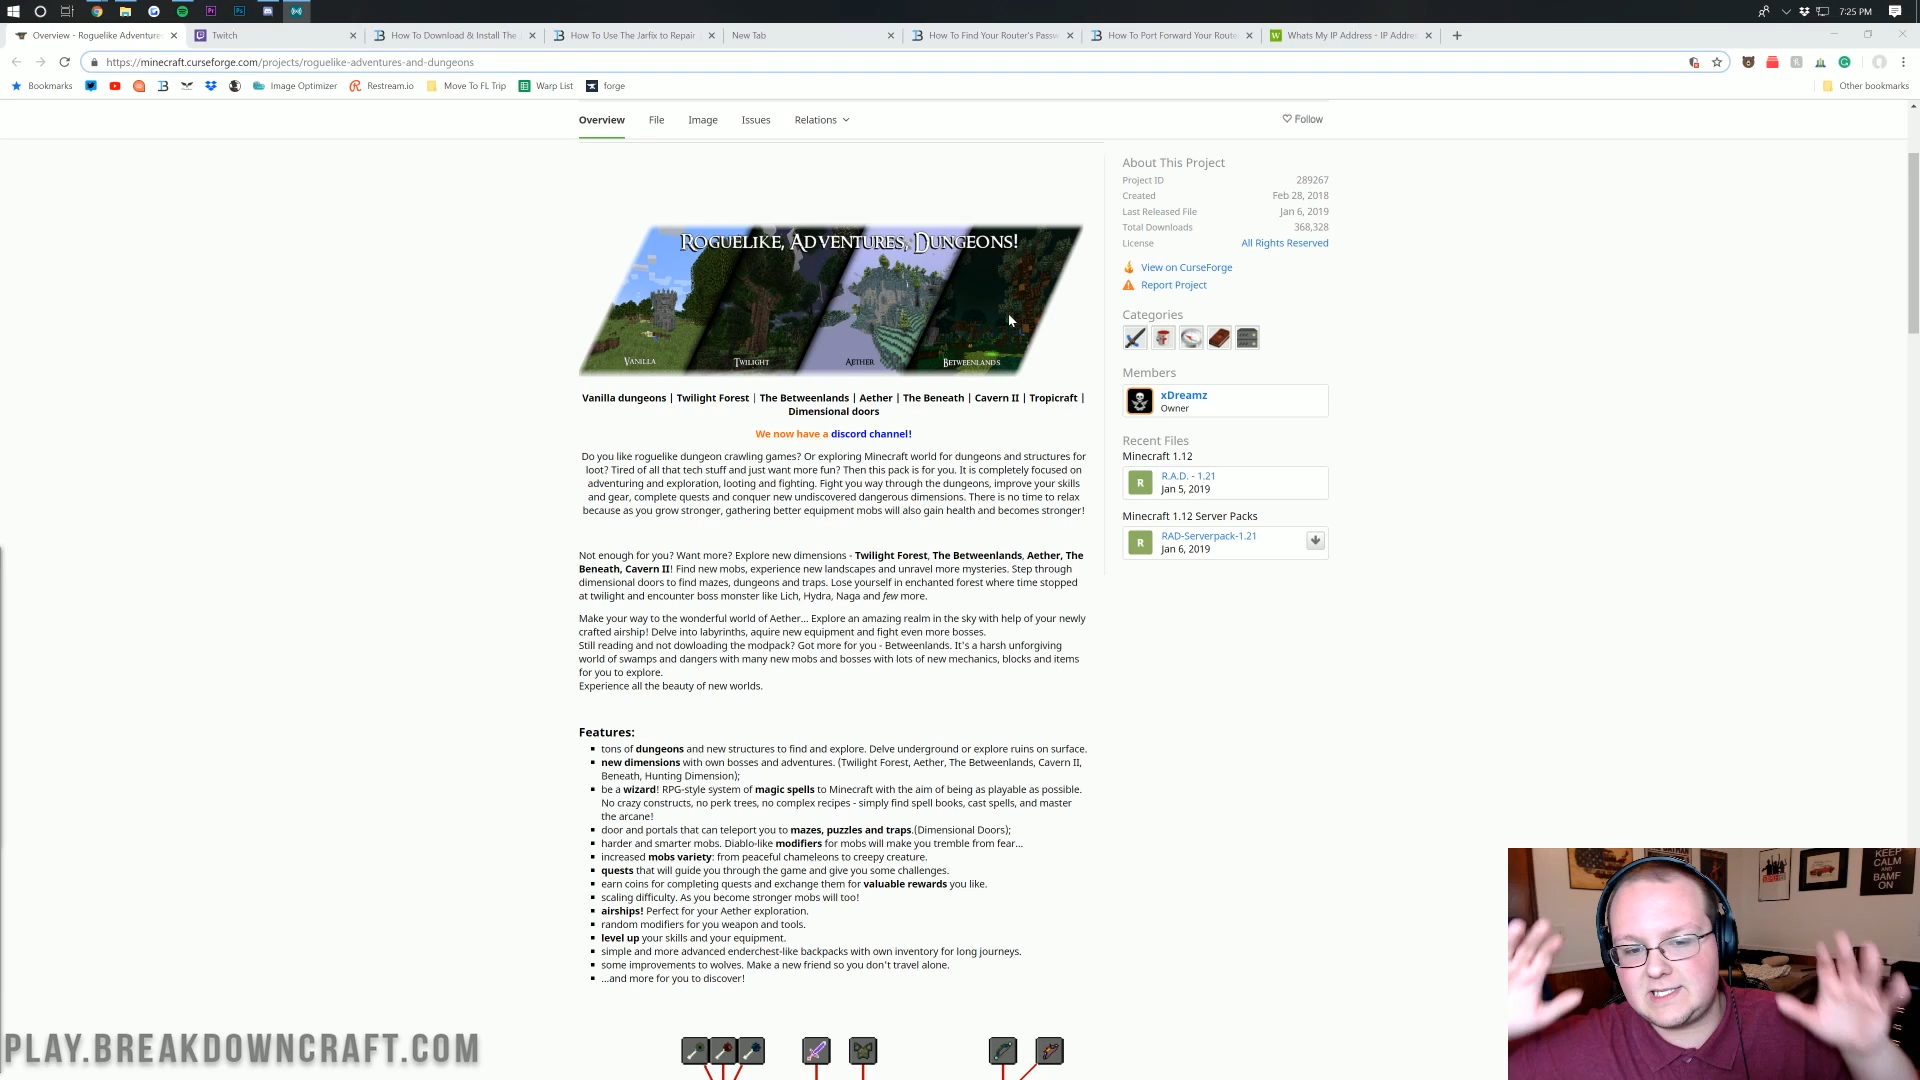 7:25 PM
Overview - Roguelike Adventures
Twitch
How To Download & Install The
How To Use The Jarfix to Repair
New Tab
How To Find Your Router's Passw
How To Port Forward Your Route
Whats My IP Address - IP Addre
https://minecraft.curseforge.com/projects/roguelike-adventures-and-dungeons
Bookmarks
Image Optimizer
Restream.io
Move To FL Trip
Warp List
forge
Other bookmarks
Overview
File
Image
Issues
Relations
Follow
ROGUELIKE, ADVENTURES, DUNGEONS!
VANILLA
TWILIGHT
AETHER
BETWEENLANDS
Vanilla dungeons | Twilight Forest | The Betweenlands | Aether | The Beneath | Cavern II | Tropicraft |
Dimensional doors
We now have a discord channel!
Do you like roguelike dungeon crawling games? Or exploring Minecraft world for dungeons and structures for
loot? Tired of all that tech stuff and just want more fun? Then this pack is for you. It is completely focused on
adventuring and exploration, looting and fighting. Fight you way through the dungeons, improve your skills
and gear, complete quests and conquer new undiscovered dangerous dimensions. There is no time to relax
because as you grow stronger, gathering better equipment mobs will also gain health and becomes stronger!
Not enough for you? Want more? Explore new dimensions - Twilight Forest, The Betweenlands, Aether, The
Beneath, Cavern II! Find new mobs, experience new landscapes and unravel more mysteries. Step through
dimensional doors to find mazes, dungeons and traps. Lose yourself in enchanted forest where time stopped
at twilight and encounter boss monster like Lich, Hydra, Naga and few more.
Make your way to the wonderful world of Aether... Explore an amazing realm in the sky with help of your newly
crafted airship! Delve into labyrinths, aquire new equipment and fight even more bosses.
Still reading and not dowloading the modpack? Got more for you - Betweenlands. It's a harsh unforgiving
world of swamps and dangers with many new mobs and bosses with lots of new mechanics, blocks and items
for you to explore.
Experience all the beauty of new worlds.
Features:
tons of dungeons and new structures to find and explore. Delve underground or explore ruins on surface.
new dimensions with own bosses and adventures. (Twilight Forest, Aether, The Betweenlands, Cavern II,
Beneath, Hunting Dimension);
be a wizard! RPG-style system of magic spells to Minecraft with the aim of being as playable as possible.
No crazy constructs, no perk trees, no complex recipes - simply find spell books, cast spells, and master
the arcane!
door and portals that can teleport you to mazes, puzzles and traps.(Dimensional Doors);
harder and smarter mobs. Diablo-like modifiers for mobs will make you tremble from fear...
increased mobs variety: from peaceful chameleons to creepy creature.
quests that will guide you through the game and give you some challenges.
earn coins for completing quests and exchange them for valuable rewards you like.
scaling difficulty. As you become stronger mobs will too!
airships! Perfect for your Aether exploration.
random modifiers for you weapon and tools.
level up your skills and your equipment.
simple and more advanced enderchest-like backpacks with own inventory for long journeys.
some improvements to wolves. Make a new friend so you don't travel alone.
...and more for you to discover!
About This Project
Project ID 289267
Created Feb 28, 2018
Last Released File Jan 6, 2019
Total Downloads 368,328
License All Rights Reserved
View on CurseForge
Report Project
Categories
Members
xDreamz
Owner
Recent Files
Minecraft 1.12
R
R.A.D. - 1.21
Jan 5, 2019
Minecraft 1.12 Server Packs
R
RAD-Serverpack-1.21
Jan 6, 2019
KEEP
CALM
AND
BAMF
ON
PLAY.BREAKDOWNCRAFT.COM